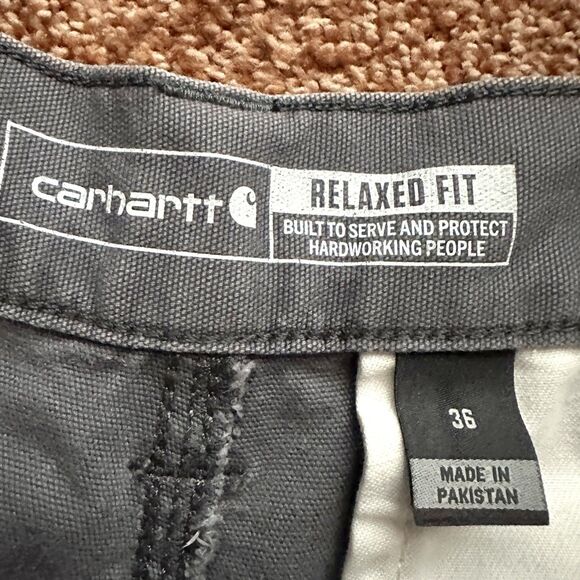 carhartt
RELAXED FIT
BUILT TO SERVE AND PROTECT
HARDWORKING PEOPLE
36
MADE IN
PAKISTAN